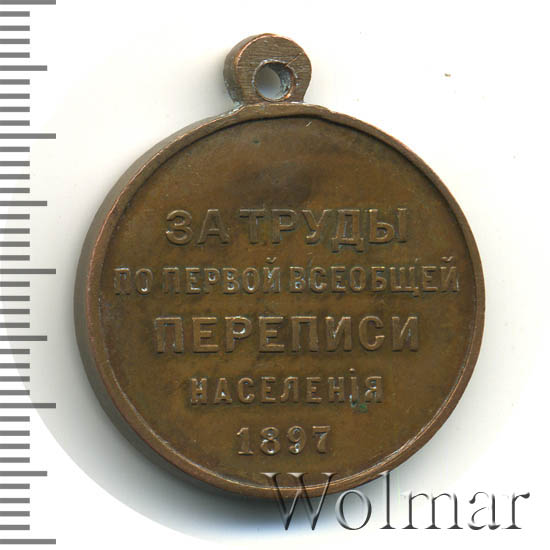 ЗА ТРУДЫ
ПО ПЕРВОЙ ВСЕОБЩЕЙ
ПЕРЕПИСИ
НАСЕЛЕНІЯ
1897
Wolmar